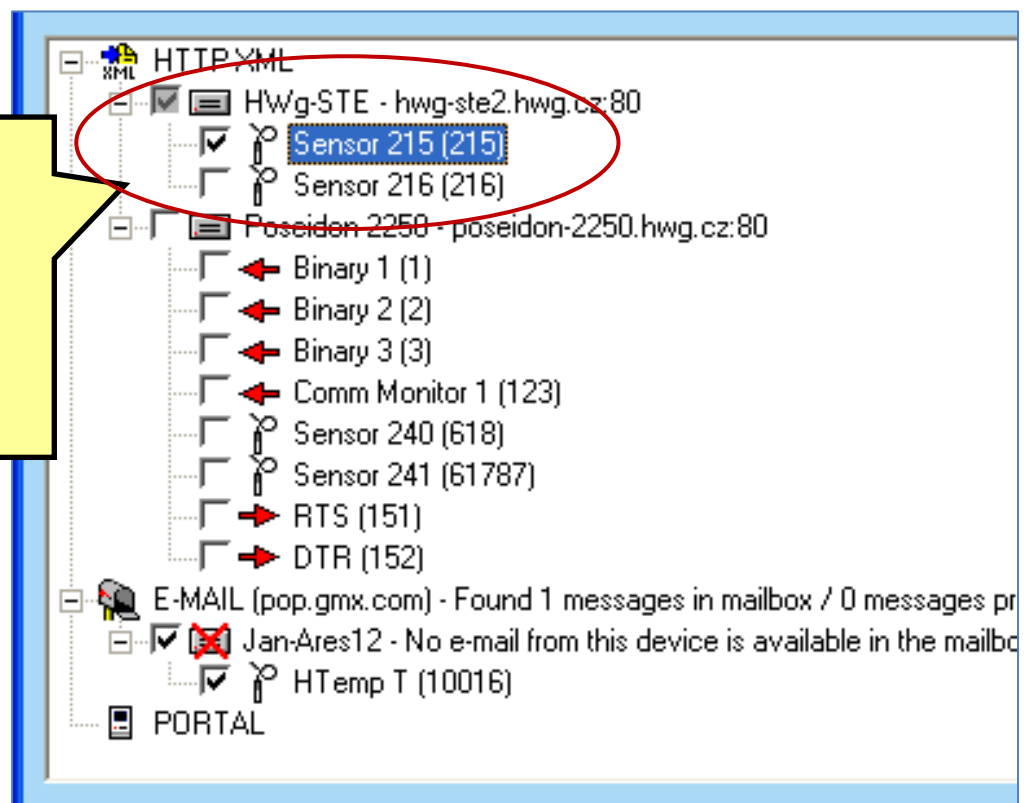 XML HTTP XML
HWg-STE - hwg-ste2.hwg.cz:80
Sensor 215 (215)
Sensor 216 (216)
Poseidon 2250 - poseidon-2250.hwg.cz:80
Binary 1 (1)
Binary 2 (2)
Binary 3 (3)
Comm Monitor 1 (123)
Sensor 240 (618)
Sensor 241 (61787)
RTS (151)
DTR (152)
E-MAIL (pop.gmx.com) - Found 1 messages in mailbox / 0 messages pr
Jan-Ares12 - No e-mail from this device is available in the mailbo
HTemp T (10016)
PORTAL